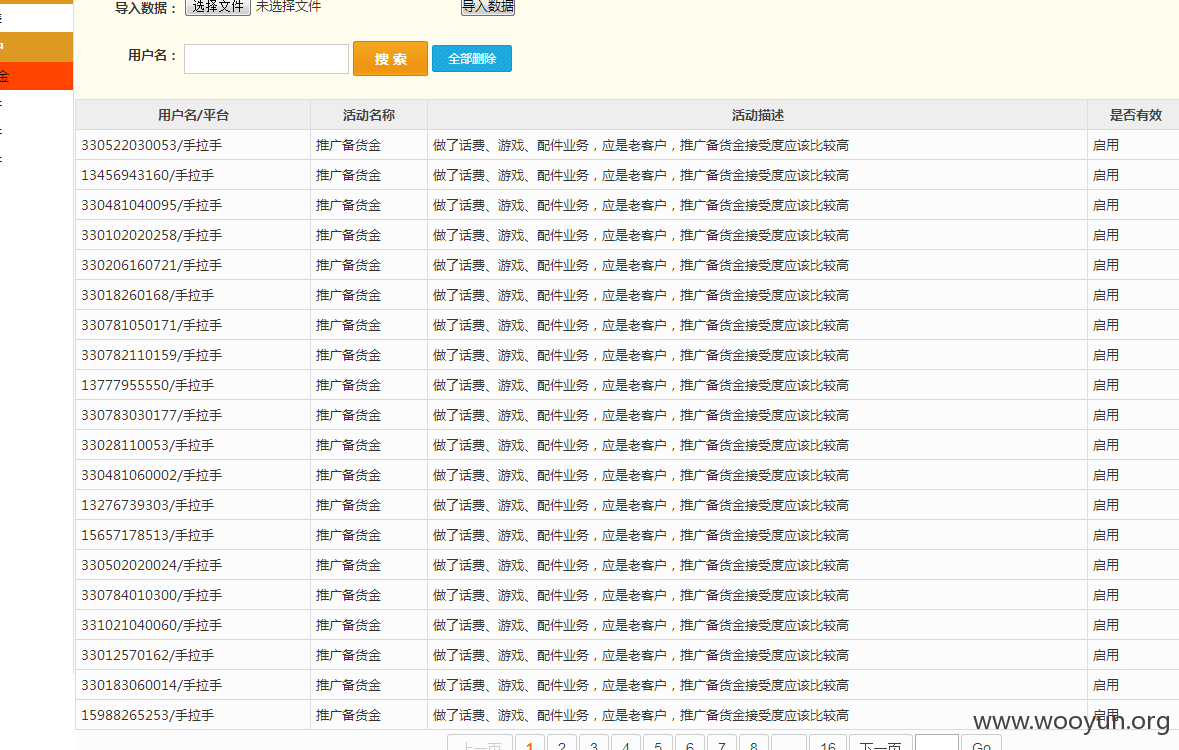 导入数据： 选择文件 未选择文件 导入数据
用户名： 搜 索 全部删除
金
用户名/平台 活动名称 活动描述 是否有效
330522030053/手拉手 推广备货金 做了话费、游戏、配件业务，应是老客户，推广备货金接受度应该比较高 启用
13456943160/手拉手 推广备货金 做了话费、游戏、配件业务，应是老客户，推广备货金接受度应该比较高 启用
330481040095/手拉手 推广备货金 做了话费、游戏、配件业务，应是老客户，推广备货金接受度应该比较高 启用
330102020258/手拉手 推广备货金 做了话费、游戏、配件业务，应是老客户，推广备货金接受度应该比较高 启用
330206160721/手拉手 推广备货金 做了话费、游戏、配件业务，应是老客户，推广备货金接受度应该比较高 启用
33018260168/手拉手 推广备货金 做了话费、游戏、配件业务，应是老客户，推广备货金接受度应该比较高 启用
330781050171/手拉手 推广备货金 做了话费、游戏、配件业务，应是老客户，推广备货金接受度应该比较高 启用
330782110159/手拉手 推广备货金 做了话费、游戏、配件业务，应是老客户，推广备货金接受度应该比较高 启用
13777955550/手拉手 推广备货金 做了话费、游戏、配件业务，应是老客户，推广备货金接受度应该比较高 启用
330783030177/手拉手 推广备货金 做了话费、游戏、配件业务，应是老客户，推广备货金接受度应该比较高 启用
33028110053/手拉手 推广备货金 做了话费、游戏、配件业务，应是老客户，推广备货金接受度应该比较高 启用
330481060002/手拉手 推广备货金 做了话费、游戏、配件业务，应是老客户，推广备货金接受度应该比较高 启用
13276739303/手拉手 推广备货金 做了话费、游戏、配件业务，应是老客户，推广备货金接受度应该比较高 启用
15657178513/手拉手 推广备货金 做了话费、游戏、配件业务，应是老客户，推广备货金接受度应该比较高 启用
330502020024/手拉手 推广备货金 做了话费、游戏、配件业务，应是老客户，推广备货金接受度应该比较高 启用
330784010300/手拉手 推广备货金 做了话费、游戏、配件业务，应是老客户，推广备货金接受度应该比较高 启用
331021040060/手拉手 推广备货金 做了话费、游戏、配件业务，应是老客户，推广备货金接受度应该比较高 启用
33012570162/手拉手 推广备货金 做了话费、游戏、配件业务，应是老客户，推广备货金接受度应该比较高 启用
330183060014/手拉手 推广备货金 做了话费、游戏、配件业务，应是老客户，推广备货金接受度应该比较高 启用
15988265253/手拉手 推广备货金 做了话费、游戏、配件业务，应是老客户，推广备货金接受度应该比较高 启用
www.wooyun.org
上一页 1 2 3 4 5 6 7 8 16 下一页 Go